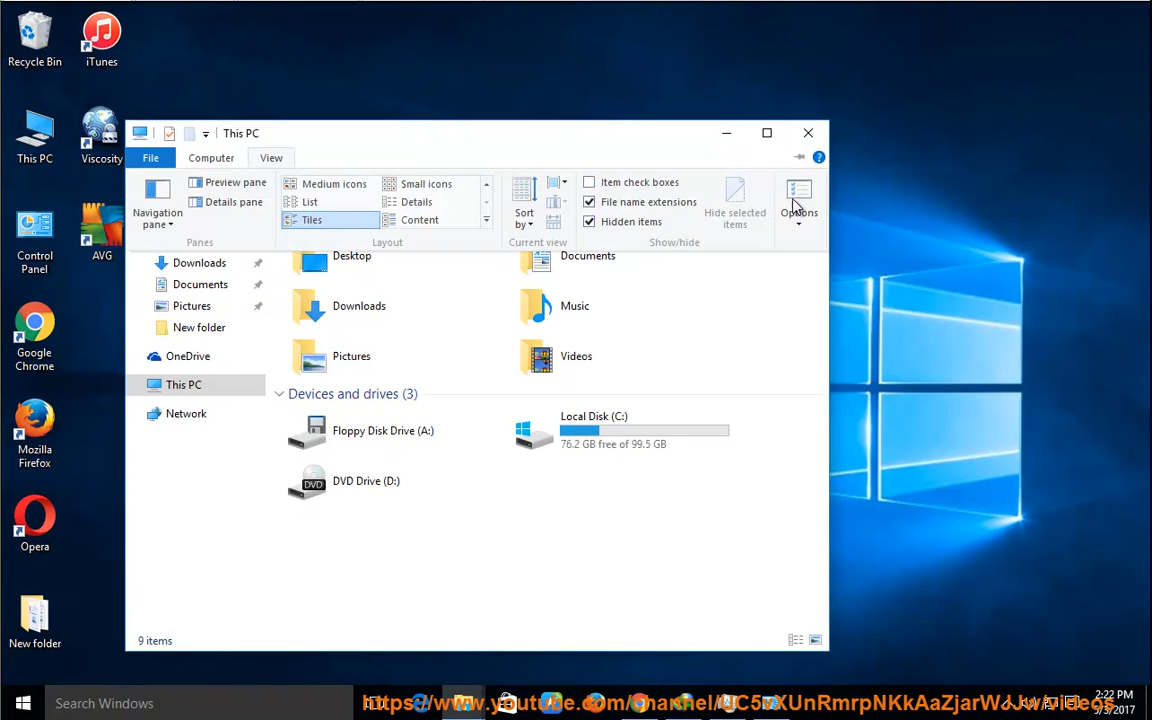 Recycle Bin
iTunes
This PC
Viscosity
Control
Panel
AVG
Google
Chrome
Mozilla
Firefox
Opera
New folder
This PC
File
Computer
View
Navigation
pane
Preview pane
Details pane
Panes
Medium icons
Small icons
List
Details
Tiles
Content
Layout
Sort
by
Current view
Item check boxes
File name extensions
Hidden items
Hide selected
items
Show/hide
Options
Downloads
Documents
Pictures
New folder
OneDrive
This PC
Network
Desktop
Documents
Downloads
Music
Pictures
Videos
Devices and drives (3)
Floppy Disk Drive (A:)
Local Disk (C:)
76.2 GB free of 99.5 GB
DVD
DVD Drive (D:)
9 items
Search Windows
2:22 PM